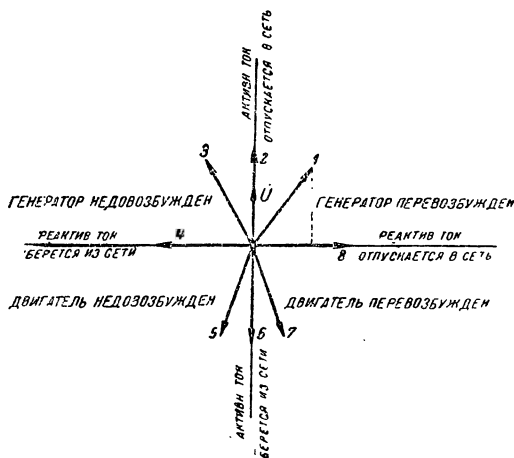 АКТИВН ТОК
ОТПУСКАЕТСЯ В СЕТЬ
3
2
1
U̇
ГЕНЕРАТОР НЕДОВОЗБУЖДЕН
ГЕНЕРАТОР ПЕРЕВОЗБУЖДЕН
РЕАКТИВ ТОК
БЕРЕТСЯ ИЗ СЕТИ
4
8
РЕАКТИВ ТОК
ОТПУСКАЕТСЯ В СЕТЬ
ДВИГАТЕЛЬ НЕДОВОЗБУЖДЕН
ДВИГАТЕЛЬ ПЕРЕВОЗБУЖДЕН
5
6
7
АКТИВН ТОК
БЕРЕТСЯ ИЗ СЕТИ